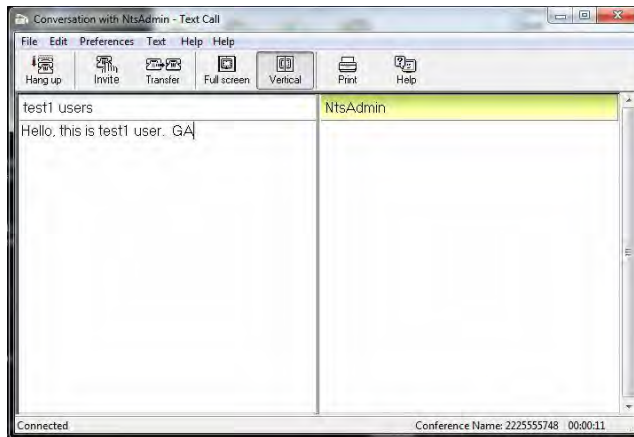 Conversation with NtsAdmin - Text Call
File Edit Preferences Text Help Help
Hang up Invite Transfer Full screen Vertical Print Help
test1 users NtsAdmin
Hello, this is test1 user. GA
Connected Conference Name: 2225555748 00:00:11